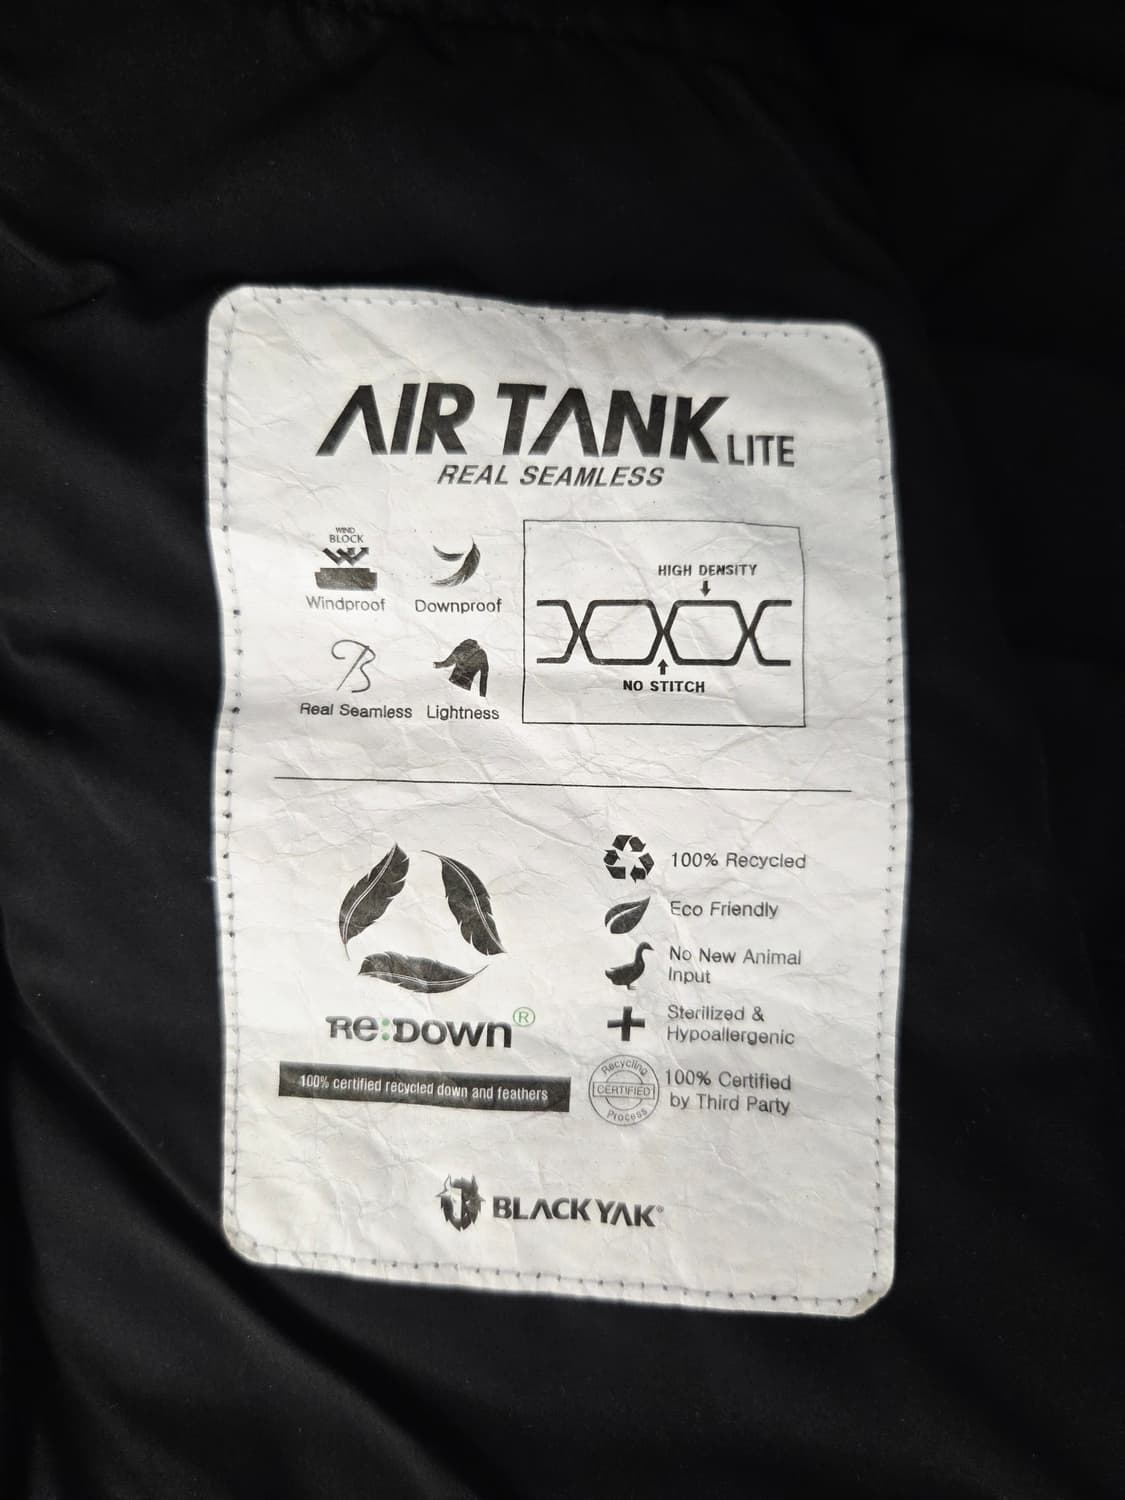 AIR TANK LITE
REAL SEAMLESS
WIND
BLOCK
Windproof
Downproof
Real Seamless
Lightness
HIGH DENSITY
NO STITCH
Re:DOWN®
100% certified recycled down and feathers
100% Recycled
Eco Friendly
No New Animal
Input
Sterilized &
Hypoallergenic
Recycling
CERTIFIED
Process
100% Certified
by Third Party
BLACKYAK®